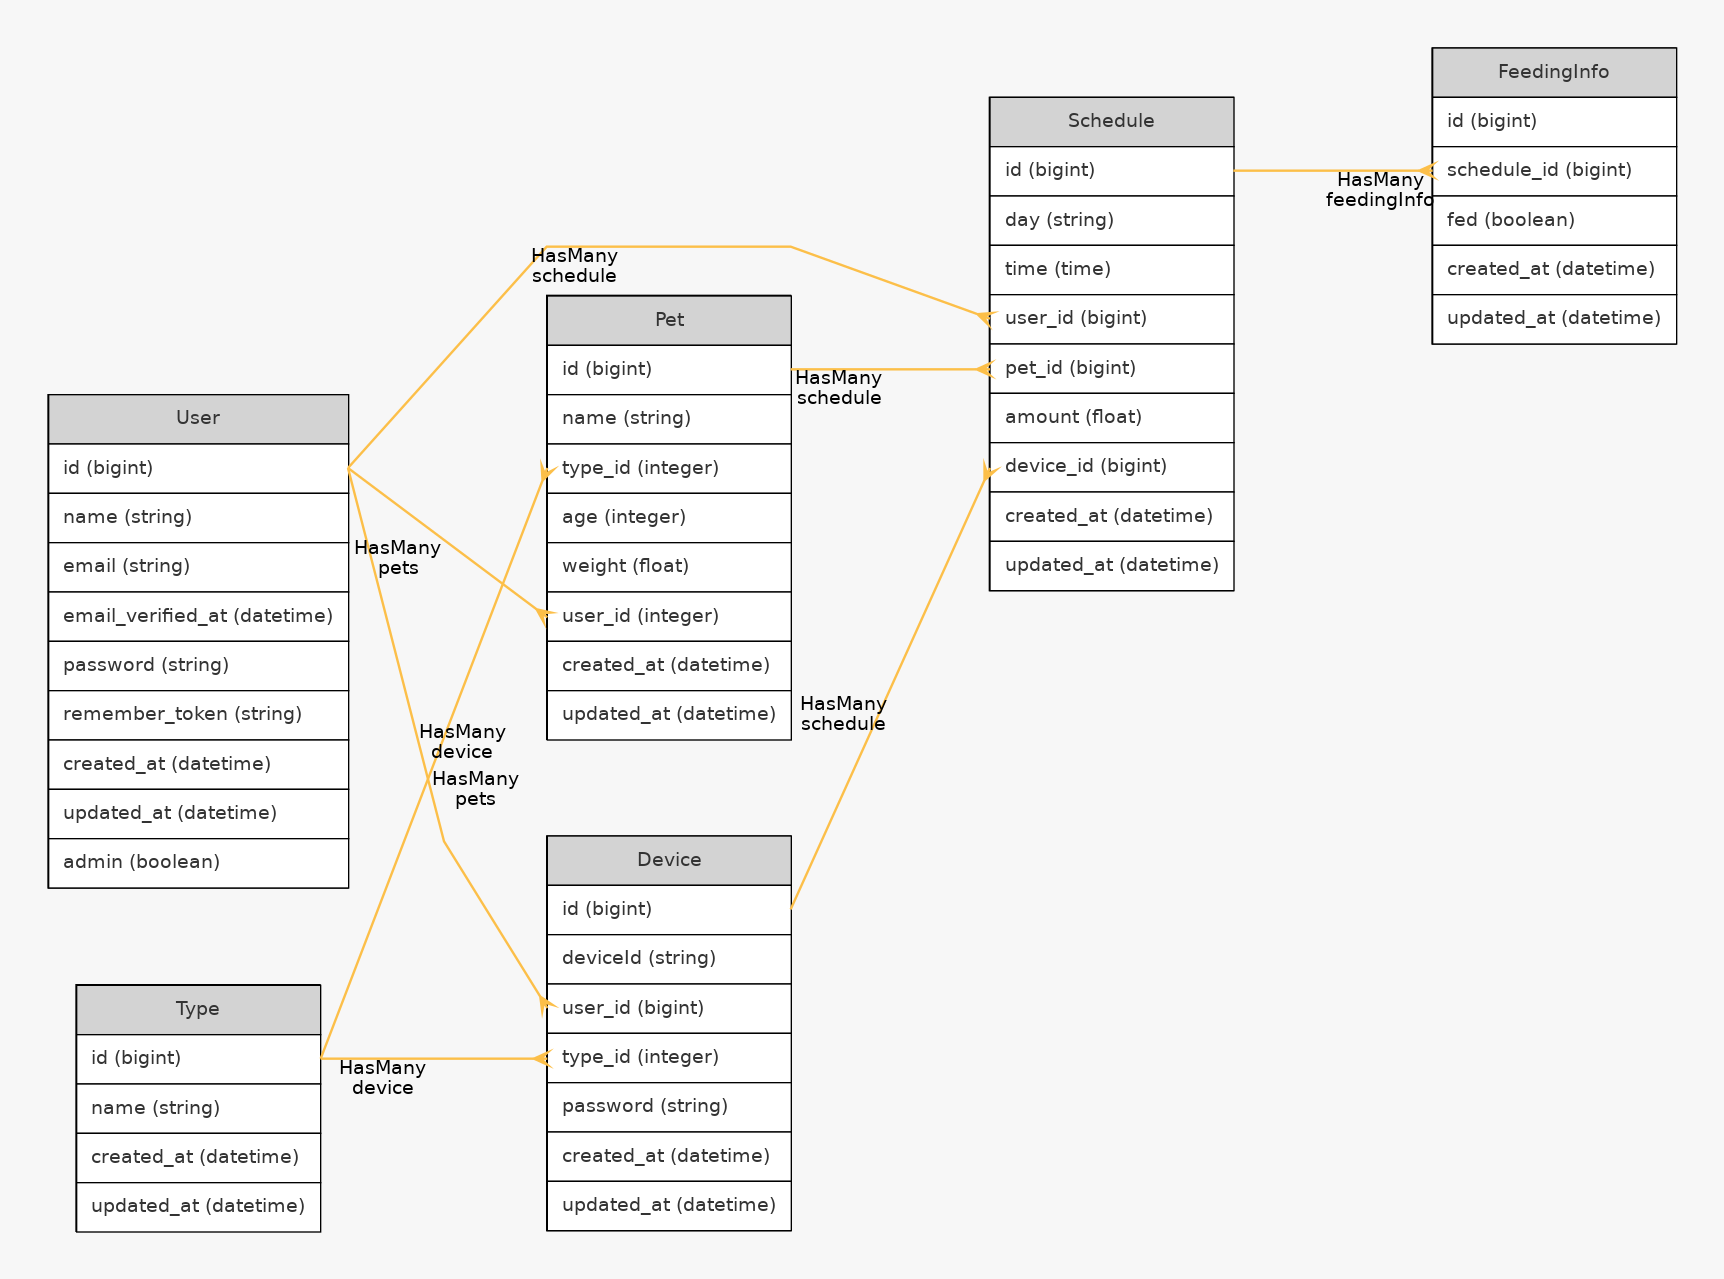 User
id (bigint)
name (string)
email (string)
email_verified_at (datetime)
password (string)
remember_token (string)
created_at (datetime)
updated_at (datetime)
admin (boolean)
Type
id (bigint)
name (string)
created_at (datetime)
updated_at (datetime)
HasMany
schedule
HasMany
pets
HasMany
device
HasMany
pets
HasMany
device
Pet
id (bigint)
name (string)
type_id (integer)
age (integer)
weight (float)
user_id (integer)
created_at (datetime)
updated_at (datetime)
Device
id (bigint)
deviceId (string)
user_id (bigint)
type_id (integer)
password (string)
created_at (datetime)
updated_at (datetime)
HasMany
schedule
HasMany
schedule
Schedule
id (bigint)
day (string)
time (time)
user_id (bigint)
pet_id (bigint)
amount (float)
device_id (bigint)
created_at (datetime)
updated_at (datetime)
HasMany
feedingInfo
FeedingInfo
id (bigint)
schedule_id (bigint)
fed (boolean)
created_at (datetime)
updated_at (datetime)